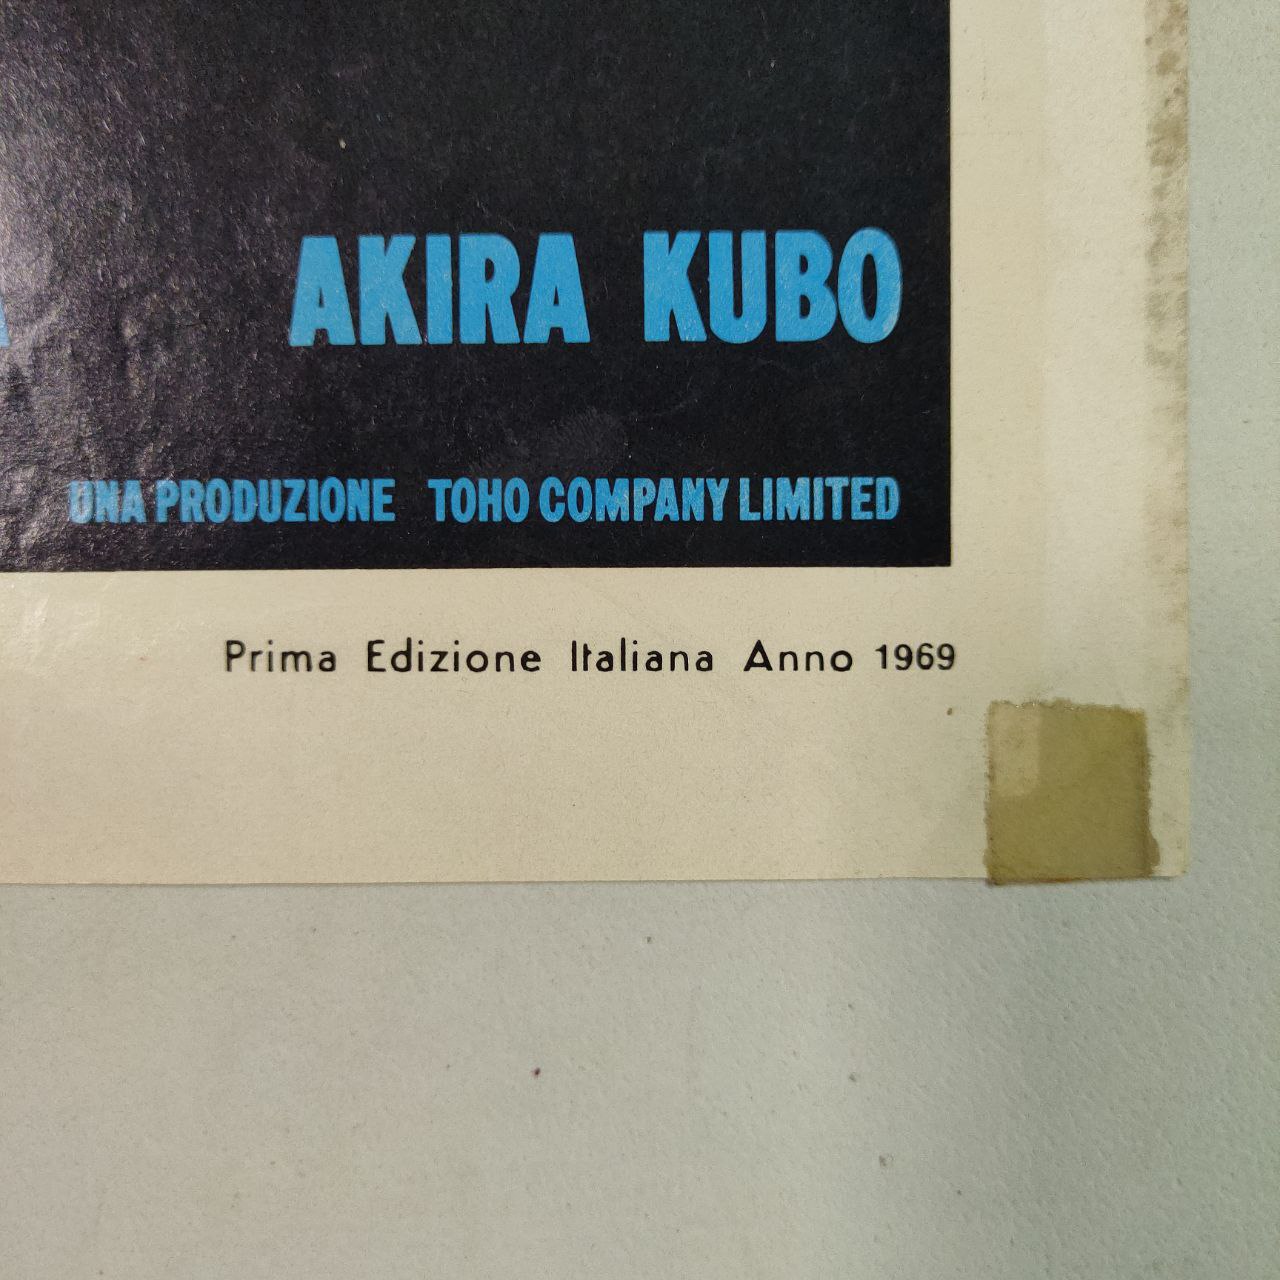 AKIRA KUBO
UNA PRODUZIONE TOHO COMPANY LIMITED
Prima Edizione Italiana Anno 1969